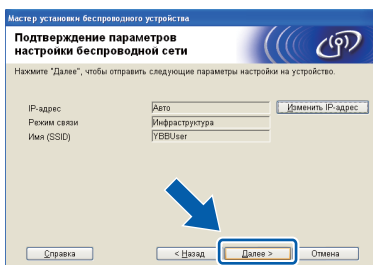 Мастер установки беспроводного устройства
Подтверждение параметров
настройки беспроводной сети
Нажмите "Далее", чтобы отправить следующие параметры настройки на устройство.
IP-адрес Авто Изменить IP-адрес
Режим связи Инфраструктура
Имя (SSID) YBBUser
Справка < Назад Далее > Отмена